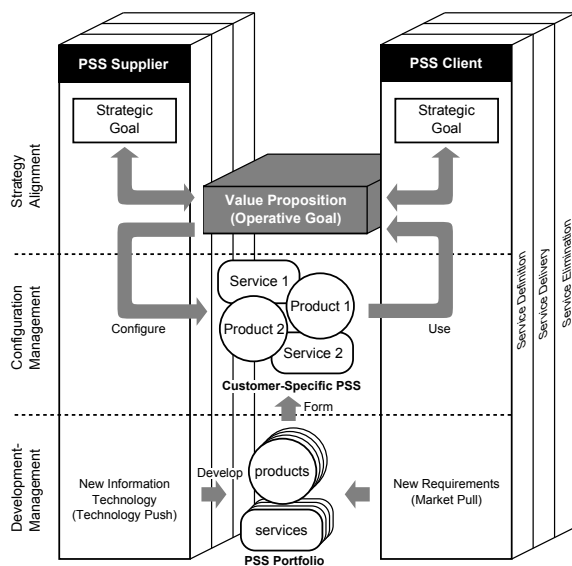 PSS Supplier
PSS Client
Strategic
Goal
Strategic
Goal
Strategy
Alignment
Value Proposition
(Operative Goal)
Configuration
Management
Configure
Service 1
Product 1
Product 2
Service 2
Customer-Specific PSS
Use
Service Definition
Service Delivery
Service Elimination
Form
Development-
Management
New Information
Technology
(Technology Push)
Develop
products
services
PSS Portfolio
New Requirements
(Market Pull)